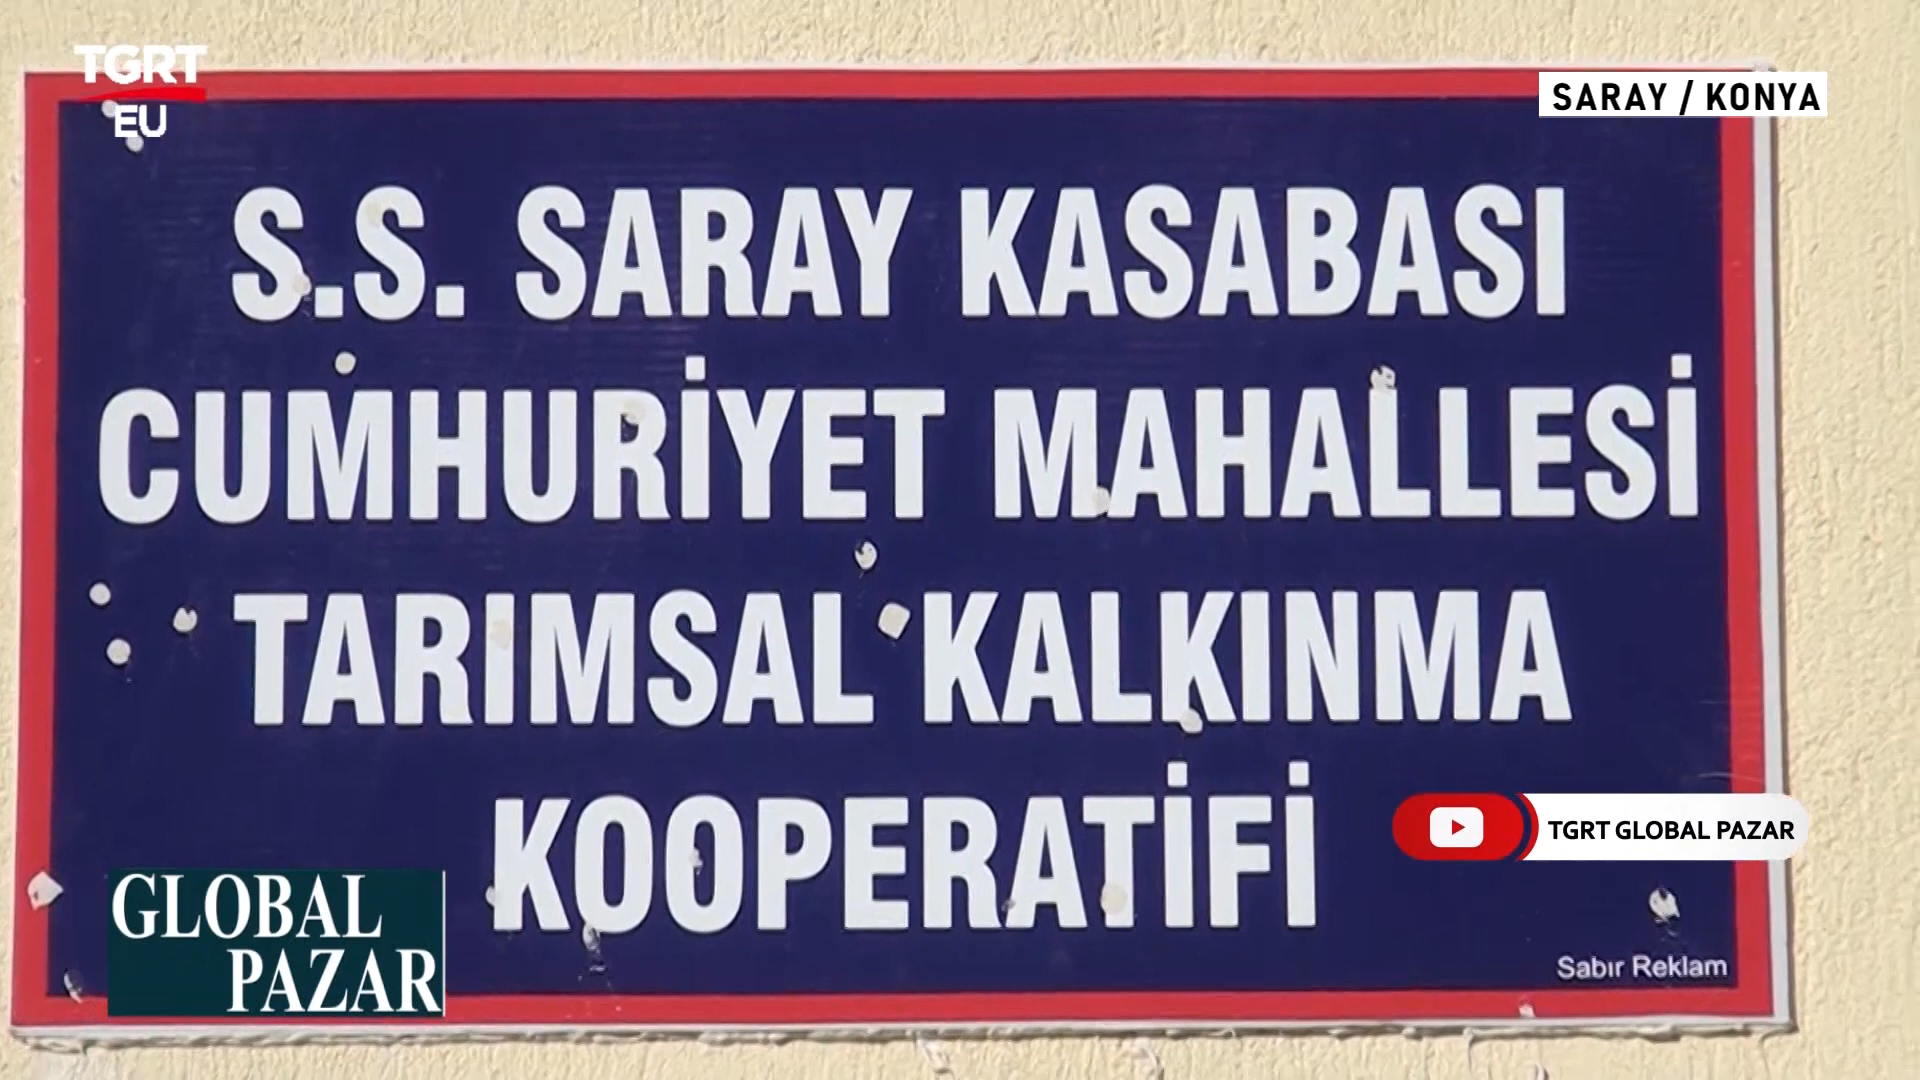 TGRT
EU
SARAY / KONYA
S.S. SARAY KASABASI
CUMHURİYET MAHALLESİ
TARIMSAL KALKINMA
KOOPERATİFİ
TGRT GLOBAL PAZAR
GLOBAL
PAZAR
Sabır Reklam